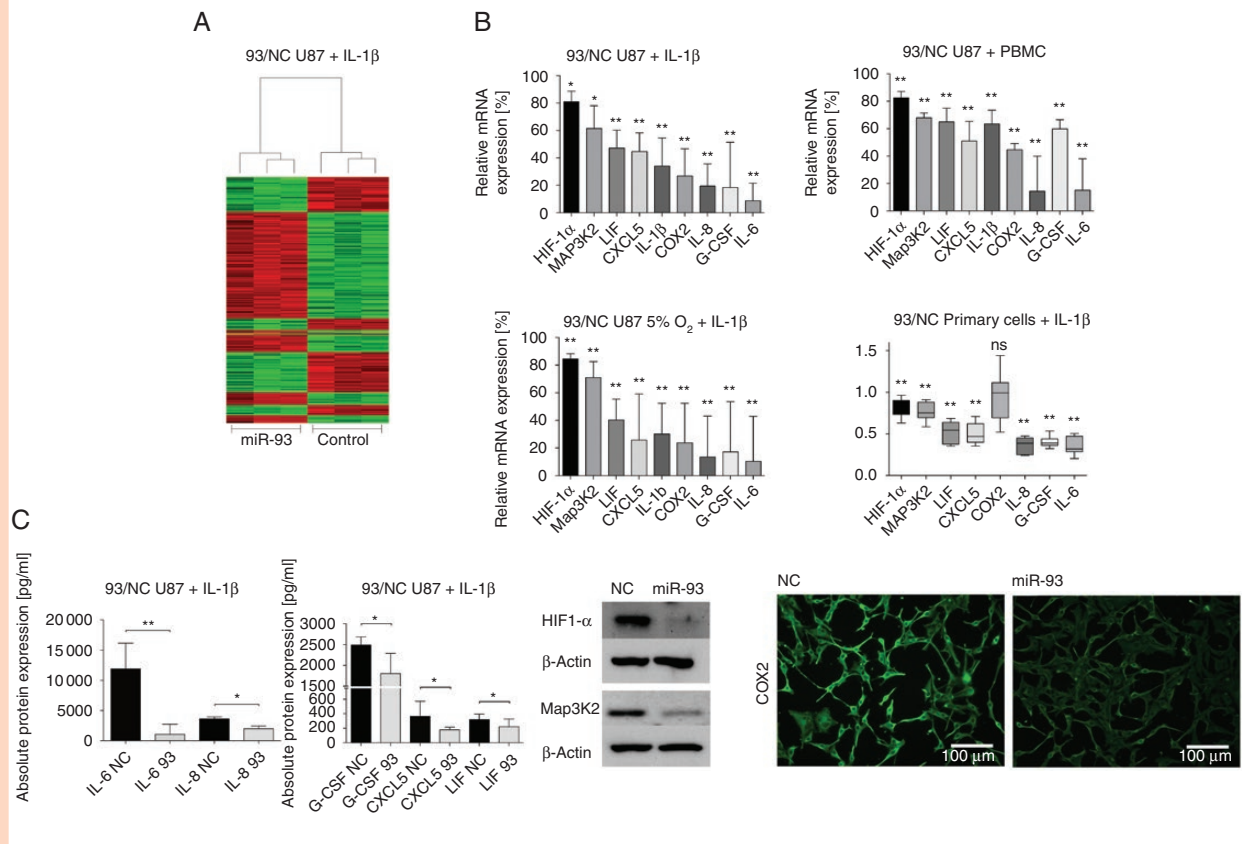 A
93/NC U87 + IL-1β
miR-93
Control
B
93/NC U87 + IL-1β
Relative mRNA
expression [%]
100
80
60
40
20
0
*
*
**
**
**
**
**
**
**
HIF-1α
MAP3K2
LIF
CXCL5
IL-1β
COX2
IL-8
G-CSF
IL-6
93/NC U87 + PBMC
Relative mRNA
expression [%]
100
80
60
40
20
0
**
**
**
**
**
**
**
**
**
HIF-1α
Map3K2
LIF
CXCL5
IL-1β
COX2
IL-8
G-CSF
IL-6
93/NC U87 5% O2 + IL-1β
Relative mRNA expression [%]
100
80
60
40
20
0
**
**
**
**
**
**
**
**
**
HIF-1α
Map3K2
LIF
CXCL5
IL-1b
COX2
IL-8
G-CSF
IL-6
93/NC Primary cells + IL-1β
1.5
1.0
0.5
0.0
**
**
**
**
ns
**
**
**
HIF-1α
MAP3K2
LIF
CXCL5
COX2
IL-8
G-CSF
IL-6
C
93/NC U87 + IL-1β
Absolute protein expression [pg/ml]
20 000
15 000
10 000
5000
0
**
*
IL-6 NC
IL-6 93
IL-8 NC
IL-8 93
93/NC U87 + IL-1β
Absolute protein expression [pg/ml]
3000
2500
2000
1500
600
400
200
0
*
*
*
G-CSF NC
G-CSF 93
CXCL5 NC
CXCL5 93
LIF NC
LIF 93
NC miR-93
HIF1-α
β-Actin
Map3K2
β-Actin
NC
miR-93
COX2
100 μm
100 μm